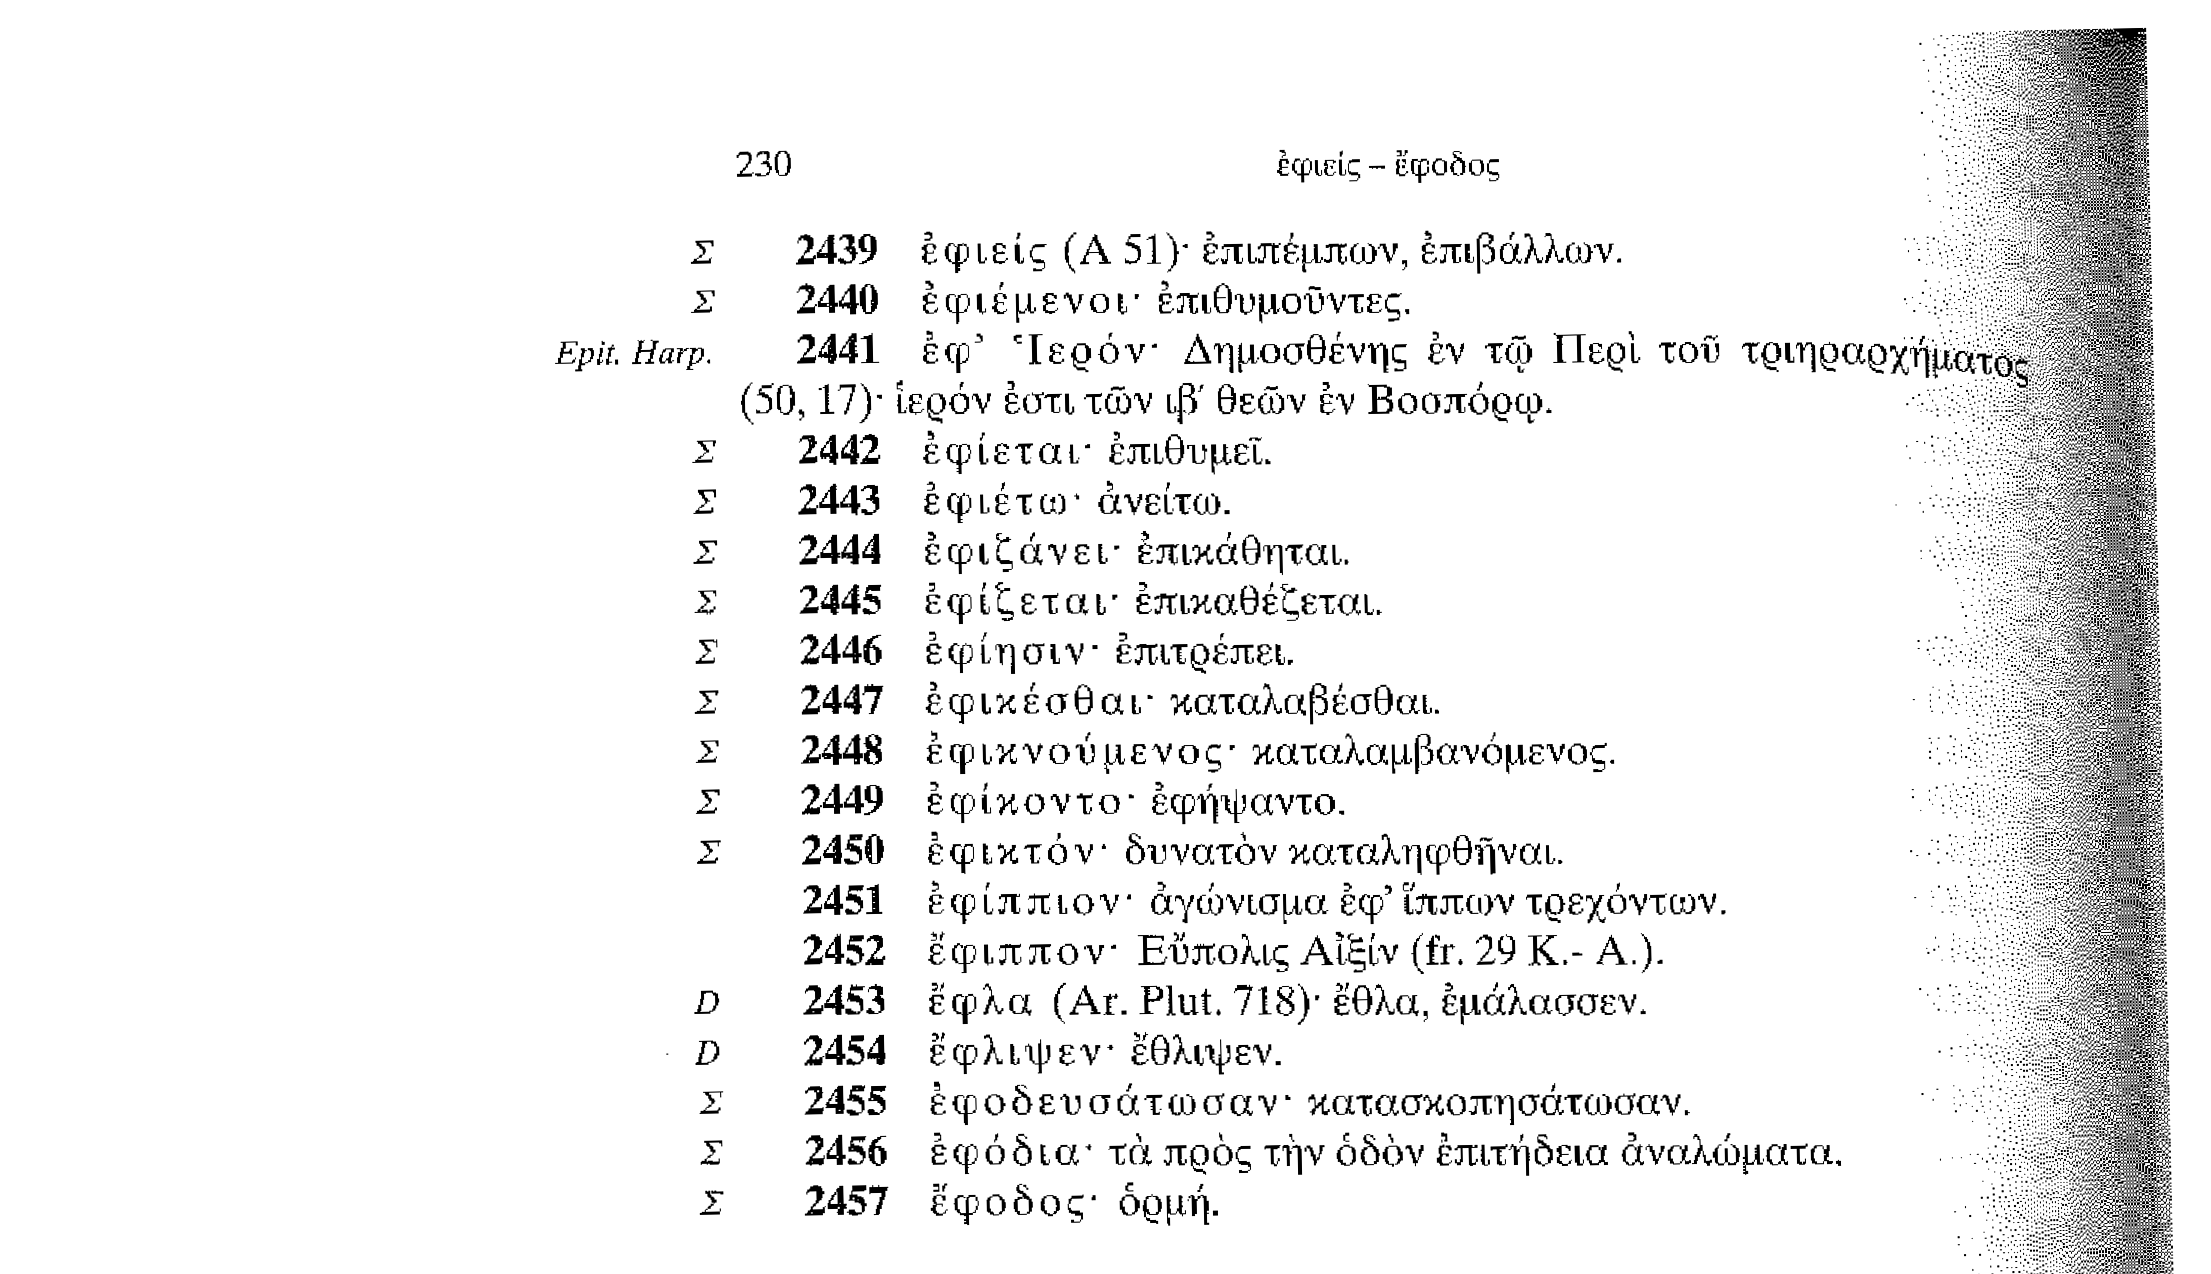 230 ἐφιείς – ἔφοδος
Σ 2439 ἐφιείς (Α 51)· ἐπιπέμπων, ἐπιβάλλων.
Σ 2440 ἐφιέμενοι· ἐπιθυμοῦντες.
Epit. Harp. 2441 ἐφ’ Ἱερόν· Δημοσθένης ἐν τῷ Περὶ τοῦ τριηραρχήματος
(50, 17)· ἱερόν ἐστι τῶν ιβ′ θεῶν ἐν Βοσπόρῳ.
Σ 2442 ἐφίεται· ἐπιθυμεῖ.
Σ 2443 ἐφιέτω· ἀνείτω.
Σ 2444 ἐφιζάνει· ἐπικάθηται.
Σ 2445 ἐφίζεται· ἐπικαθέζεται.
Σ 2446 ἐφίησιν· ἐπιτρέπει.
Σ 2447 ἐφικέσθαι· καταλαβέσθαι.
Σ 2448 ἐφικνούμενος· καταλαμβανόμενος.
Σ 2449 ἐφίκοντο· ἐφήψαντο.
Σ 2450 ἐφικτόν· δυνατὸν καταληφθῆναι.
2451 ἐφίππιον· ἀγώνισμα ἐφ’ ἵππων τρεχόντων.
2452 ἔφιππον· Εὔπολις Αἰξίν (fr. 29 K.- A.).
D 2453 ἔφλα (Ar. Plut. 718)· ἔθλα, ἐμάλασσεν.
D 2454 ἔφλιψεν· ἔθλιψεν.
Σ 2455 ἐφοδευσάτωσαν· κατασκοπησάτωσαν.
Σ 2456 ἐφόδια· τὰ πρὸς τὴν ὁδὸν ἐπιτήδεια ἀναλώματα.
Σ 2457 ἔφοδος· ὁρμή.